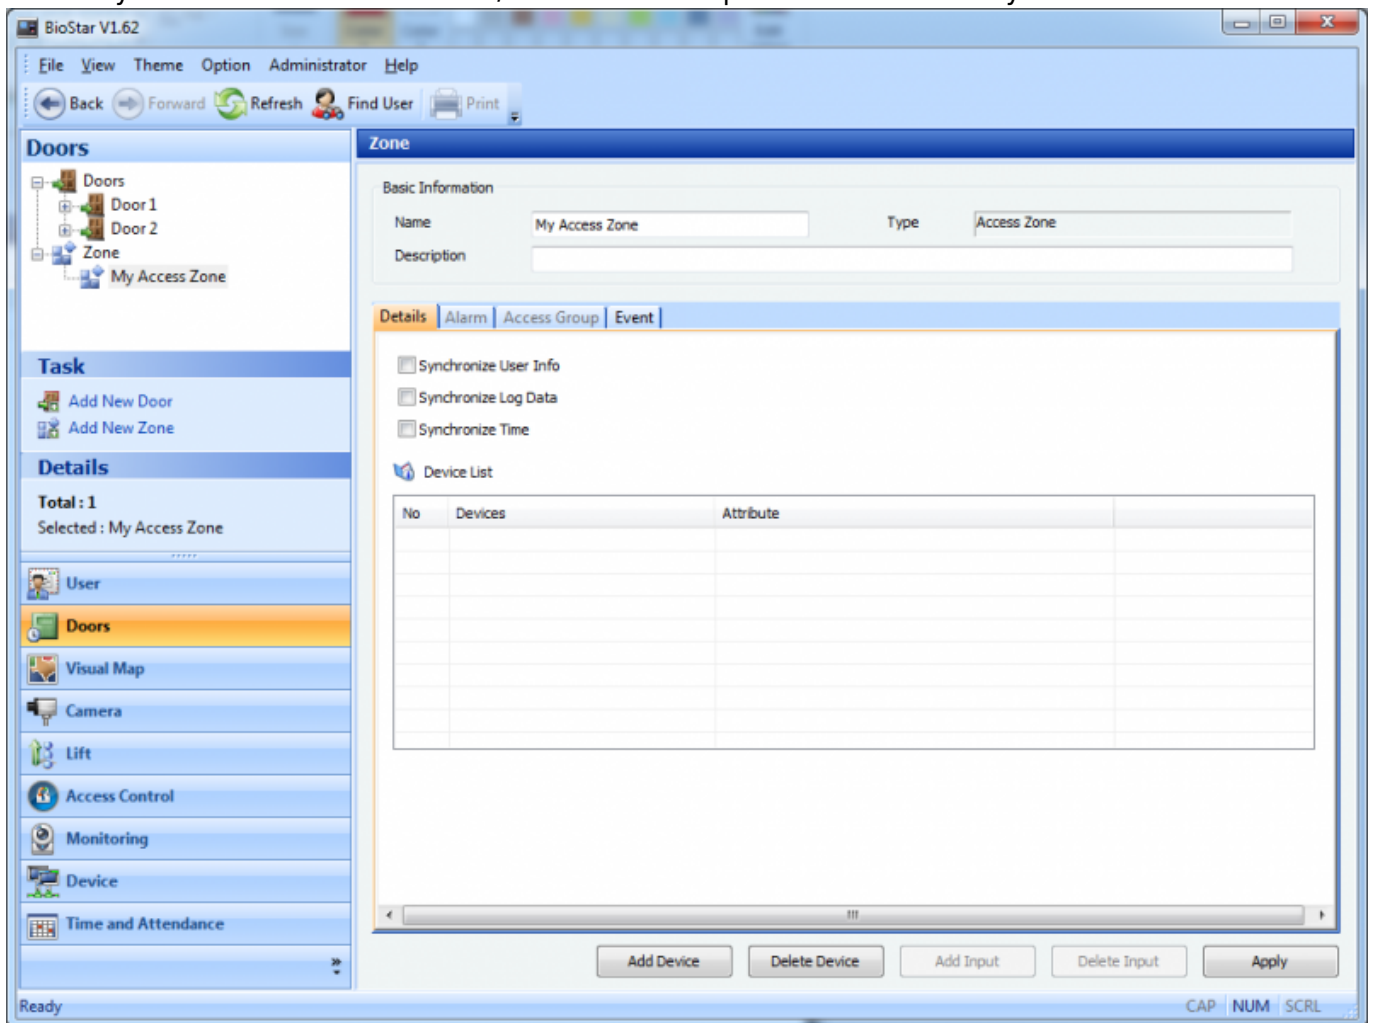 BioStar V1.62
File View Theme Option Administrator Help
Back Forward Refresh Find User Print
Doors
Doors
Door 1
Door 2
Zone
My Access Zone
Task
Add New Door
Add New Zone
Details
Total : 1
Selected : My Access Zone
User
Doors
Visual Map
Camera
Lift
Access Control
Monitoring
Device
Time and Attendance
Zone
Basic Information
Name My Access Zone Type Access Zone
Description
Details Alarm Access Group Event
Synchronize User Info
Synchronize Log Data
Synchronize Time
Device List
No Devices Attribute
Add Device Delete Device Add Input Delete Input Apply
Ready CAP NUM SCRL